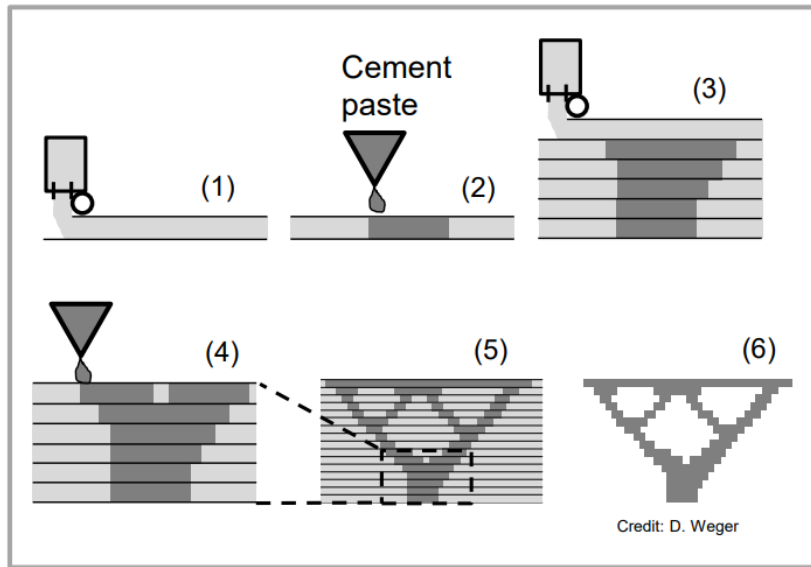 Cement
paste
(1)
(2)
(3)
(4)
(5)
(6)
Credit: D. Weger